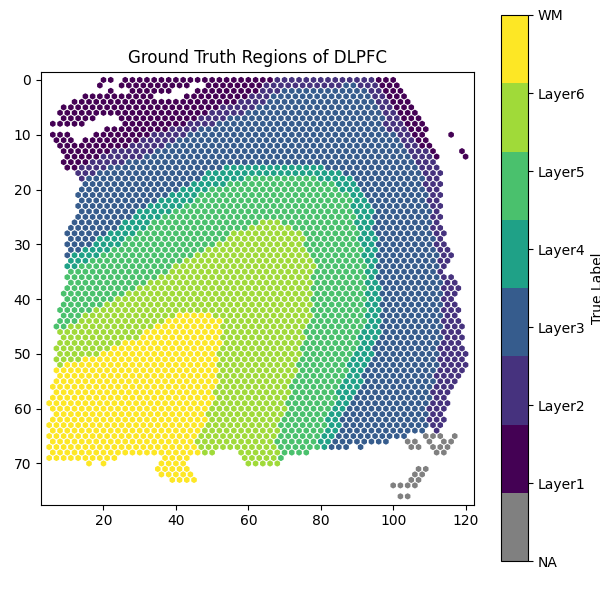 Ground Truth Regions of DLPFC
0
10
20
30
40
50
60
70
20
40
60
80
100
120
WM
Layer6
Layer5
Layer4
Layer3
Layer2
Layer1
NA
True Label